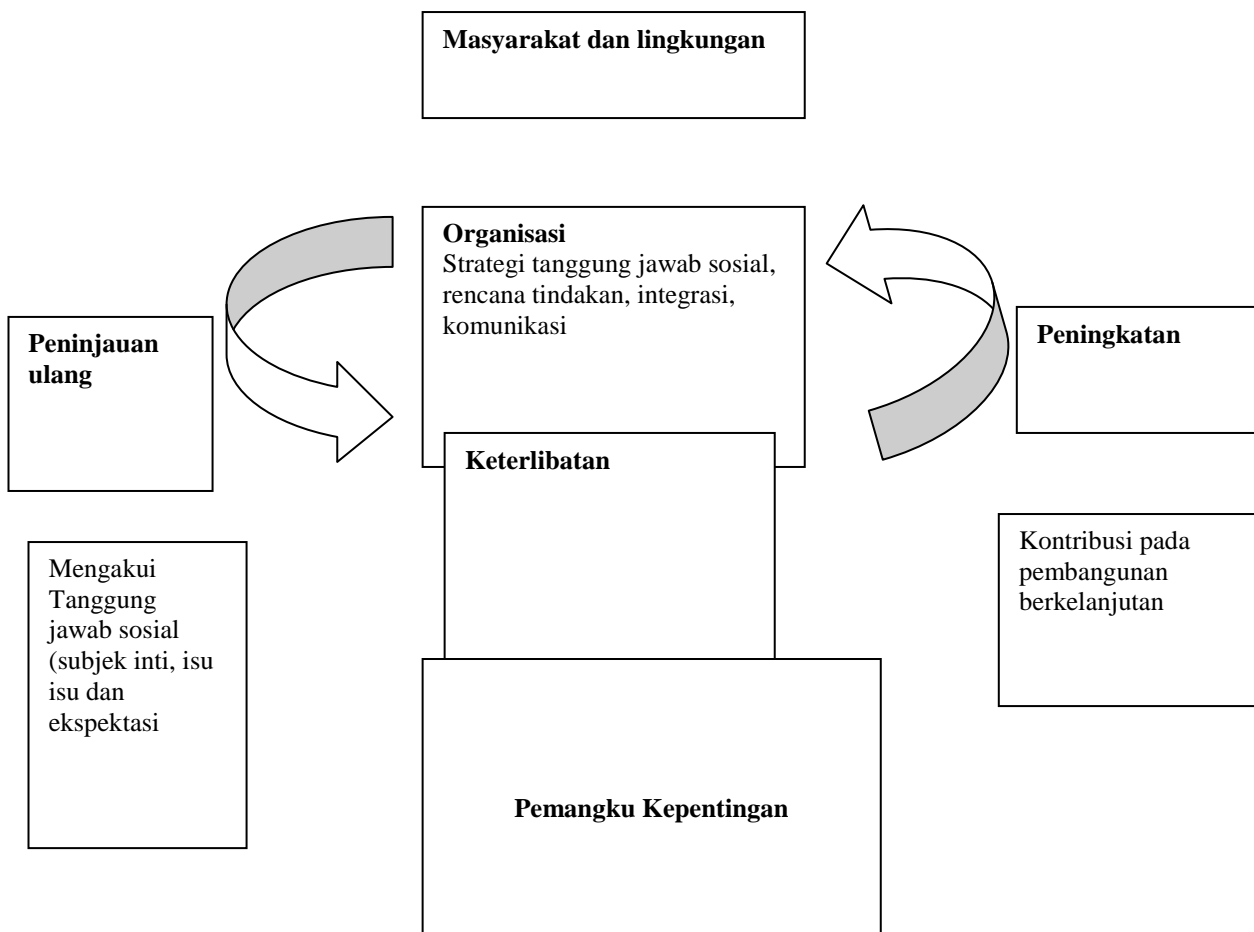 Masyarakat dan lingkungan
Organisasi
Strategi tanggung jawab sosial,
rencana tindakan, integrasi,
komunikasi
Peninjauan
ulang
Peningkatan
Keterlibatan
Mengakui
Tanggung
jawab sosial
(subjek inti, isu
isu dan
ekspektasi
Kontribusi pada
pembangunan
berkelanjutan
Pemangku Kepentingan